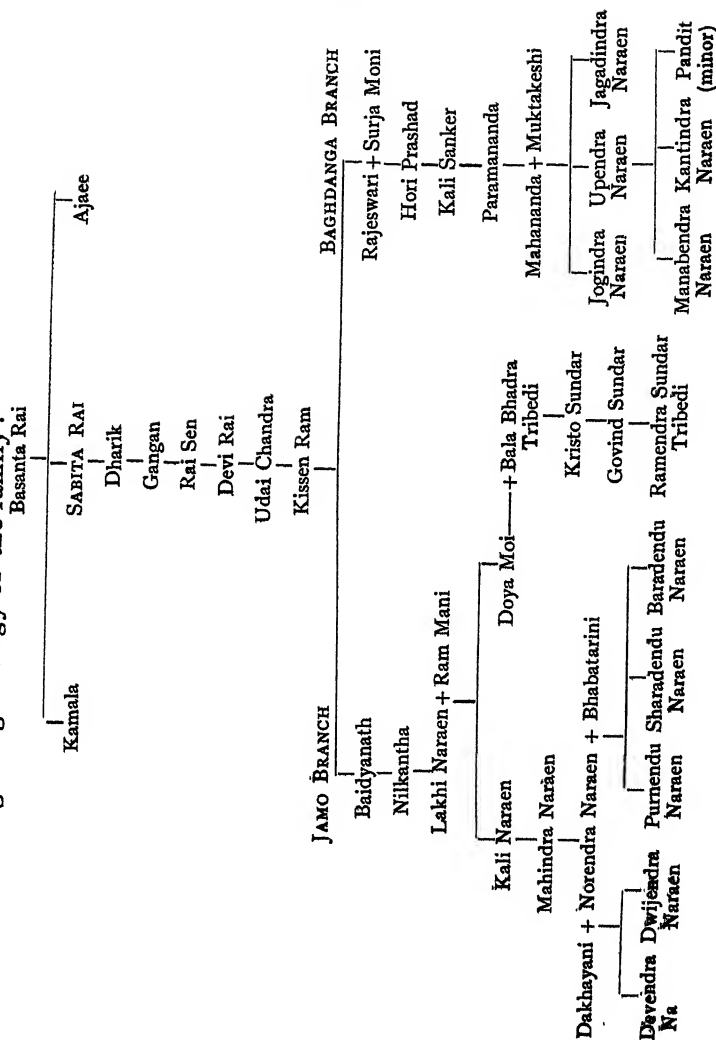 Basanta Rai
Kamala
SABITA RAI
Ajaee
Dharik
Gangan
Rai Sen
Devi Rai
Udai Chandra
Kissen Ram
JAMO BRANCH
BAGHDANGA BRANCH
Baidyanath
Rajeswari + Surja Moni
Nilkantha
Hori Prashad
Lakhi Naraen + Ram Mani
Kali Sanker
Kali Naraen
Doya Moi + Bala Bhadra
Tribedi
Paramananda
Mahindra Naraen
Kristo Sundar
Mahananda + Muktakeshi
Dakhayani + Norendra Naraen + Bhabatarini
Govind Sundar
Jogindra Upendra Jagadindra
Naraen Naraen Naraen
Devendra Dwijendra Purnendu Sharadendu Baradendu
Na Naraen Naraen Naraen Naraen
Ramendra Sundar
Tribedi
Manabendra Kantindra Pandit
Naraen Naraen (minor)